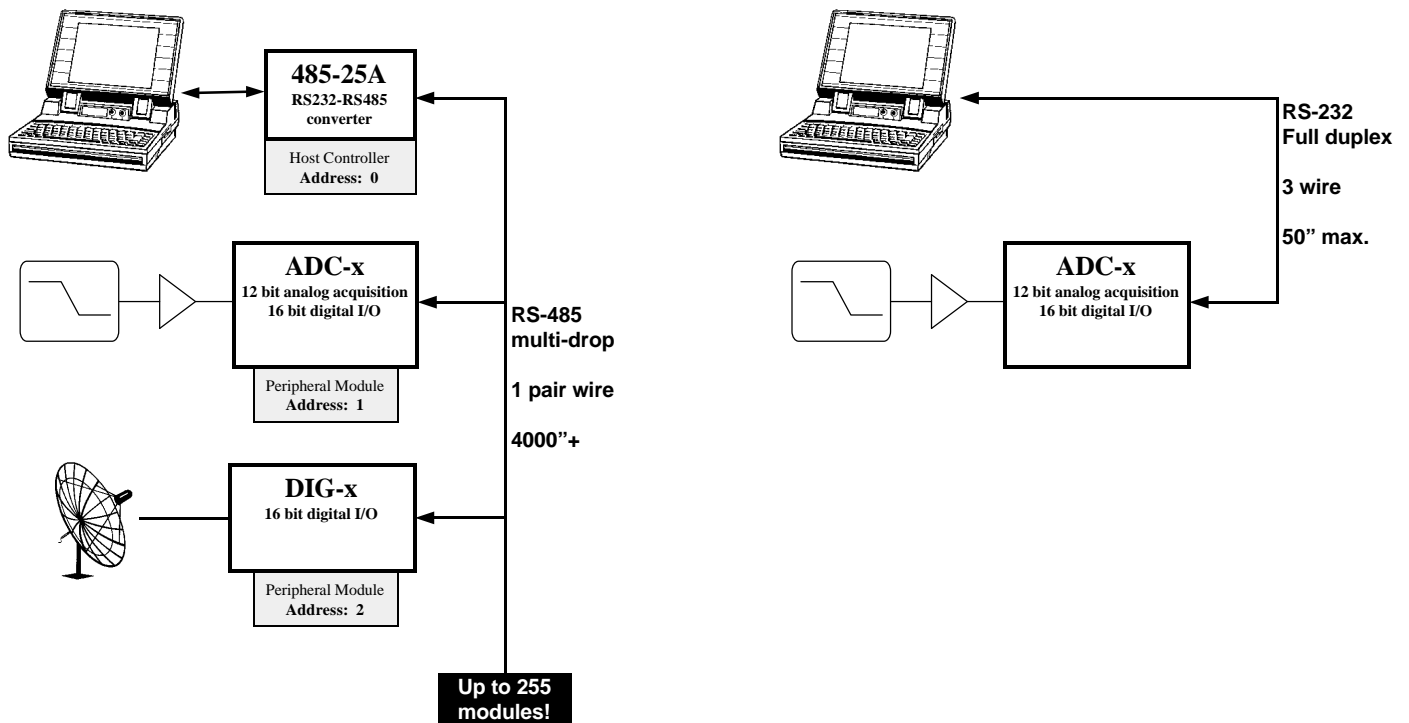 485-25A
RS232-RS485
converter
Host Controller
Address: 0
ADC-x
12 bit analog acquisition
16 bit digital I/O
Peripheral Module
Address: 1
DIG-x
16 bit digital I/O
Peripheral Module
Address: 2
RS-485
multi-drop
1 pair wire
4000”+
Up to 255
modules!
RS-232
Full duplex
3 wire
50” max.
ADC-x
12 bit analog acquisition
16 bit digital I/O